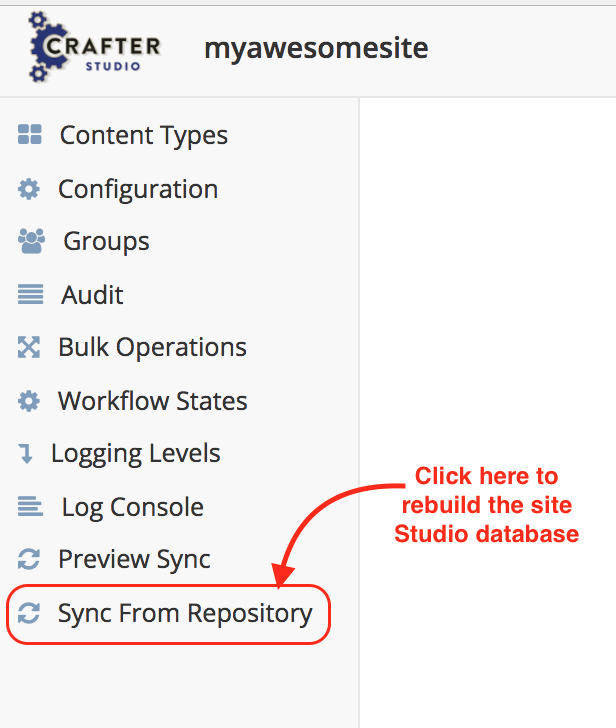 CRAFTER
STUDIO
myawesomesite
Content Types
Configuration
Groups
Audit
Bulk Operations
Workflow States
Logging Levels
Log Console
Preview Sync
Sync From Repository
Click here to
rebuild the site
Studio database